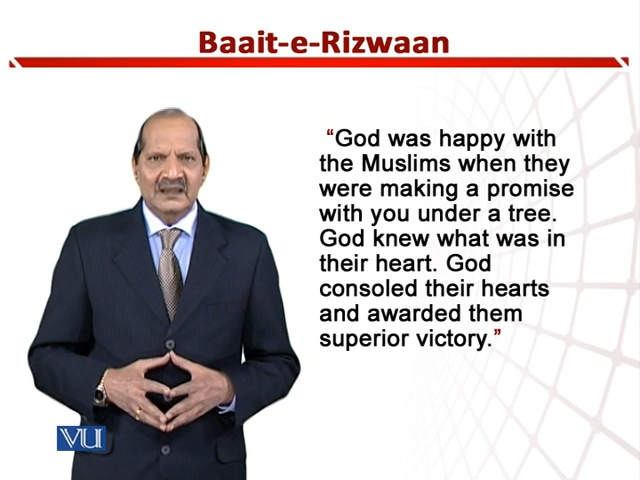 Baait-e-Rizwaan
“God was happy with
the Muslims when they
were making a promise
with you under a tree.
God knew what was in
their heart. God
consoled their hearts
and awarded them
superior victory.”
VU